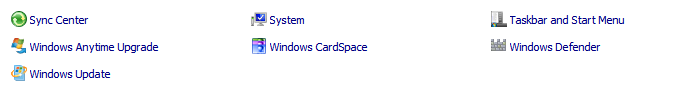 Sync Center
System
Taskbar and Start Menu
Windows Anytime Upgrade
Windows CardSpace
Windows Defender
Windows Update